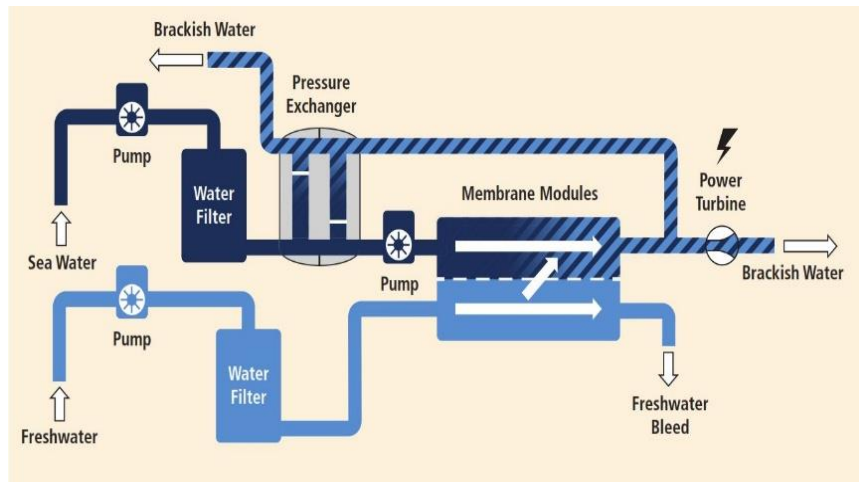 Brackish Water
Pressure
Exchanger
Pump
Water
Filter
Sea Water
Membrane Modules
Power
Turbine
Pump
Brackish Water
Pump
Water
Filter
Freshwater
Freshwater
Bleed